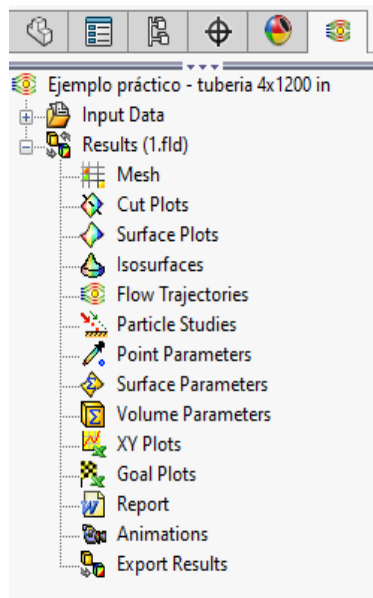 Ejemplo práctico - tuberia 4x1200 in
Input Data
Results (1.fld)
Mesh
Cut Plots
Surface Plots
Isosurfaces
Flow Trajectories
Particle Studies
Point Parameters
Surface Parameters
Volume Parameters
XY Plots
Goal Plots
Report
Animations
Export Results